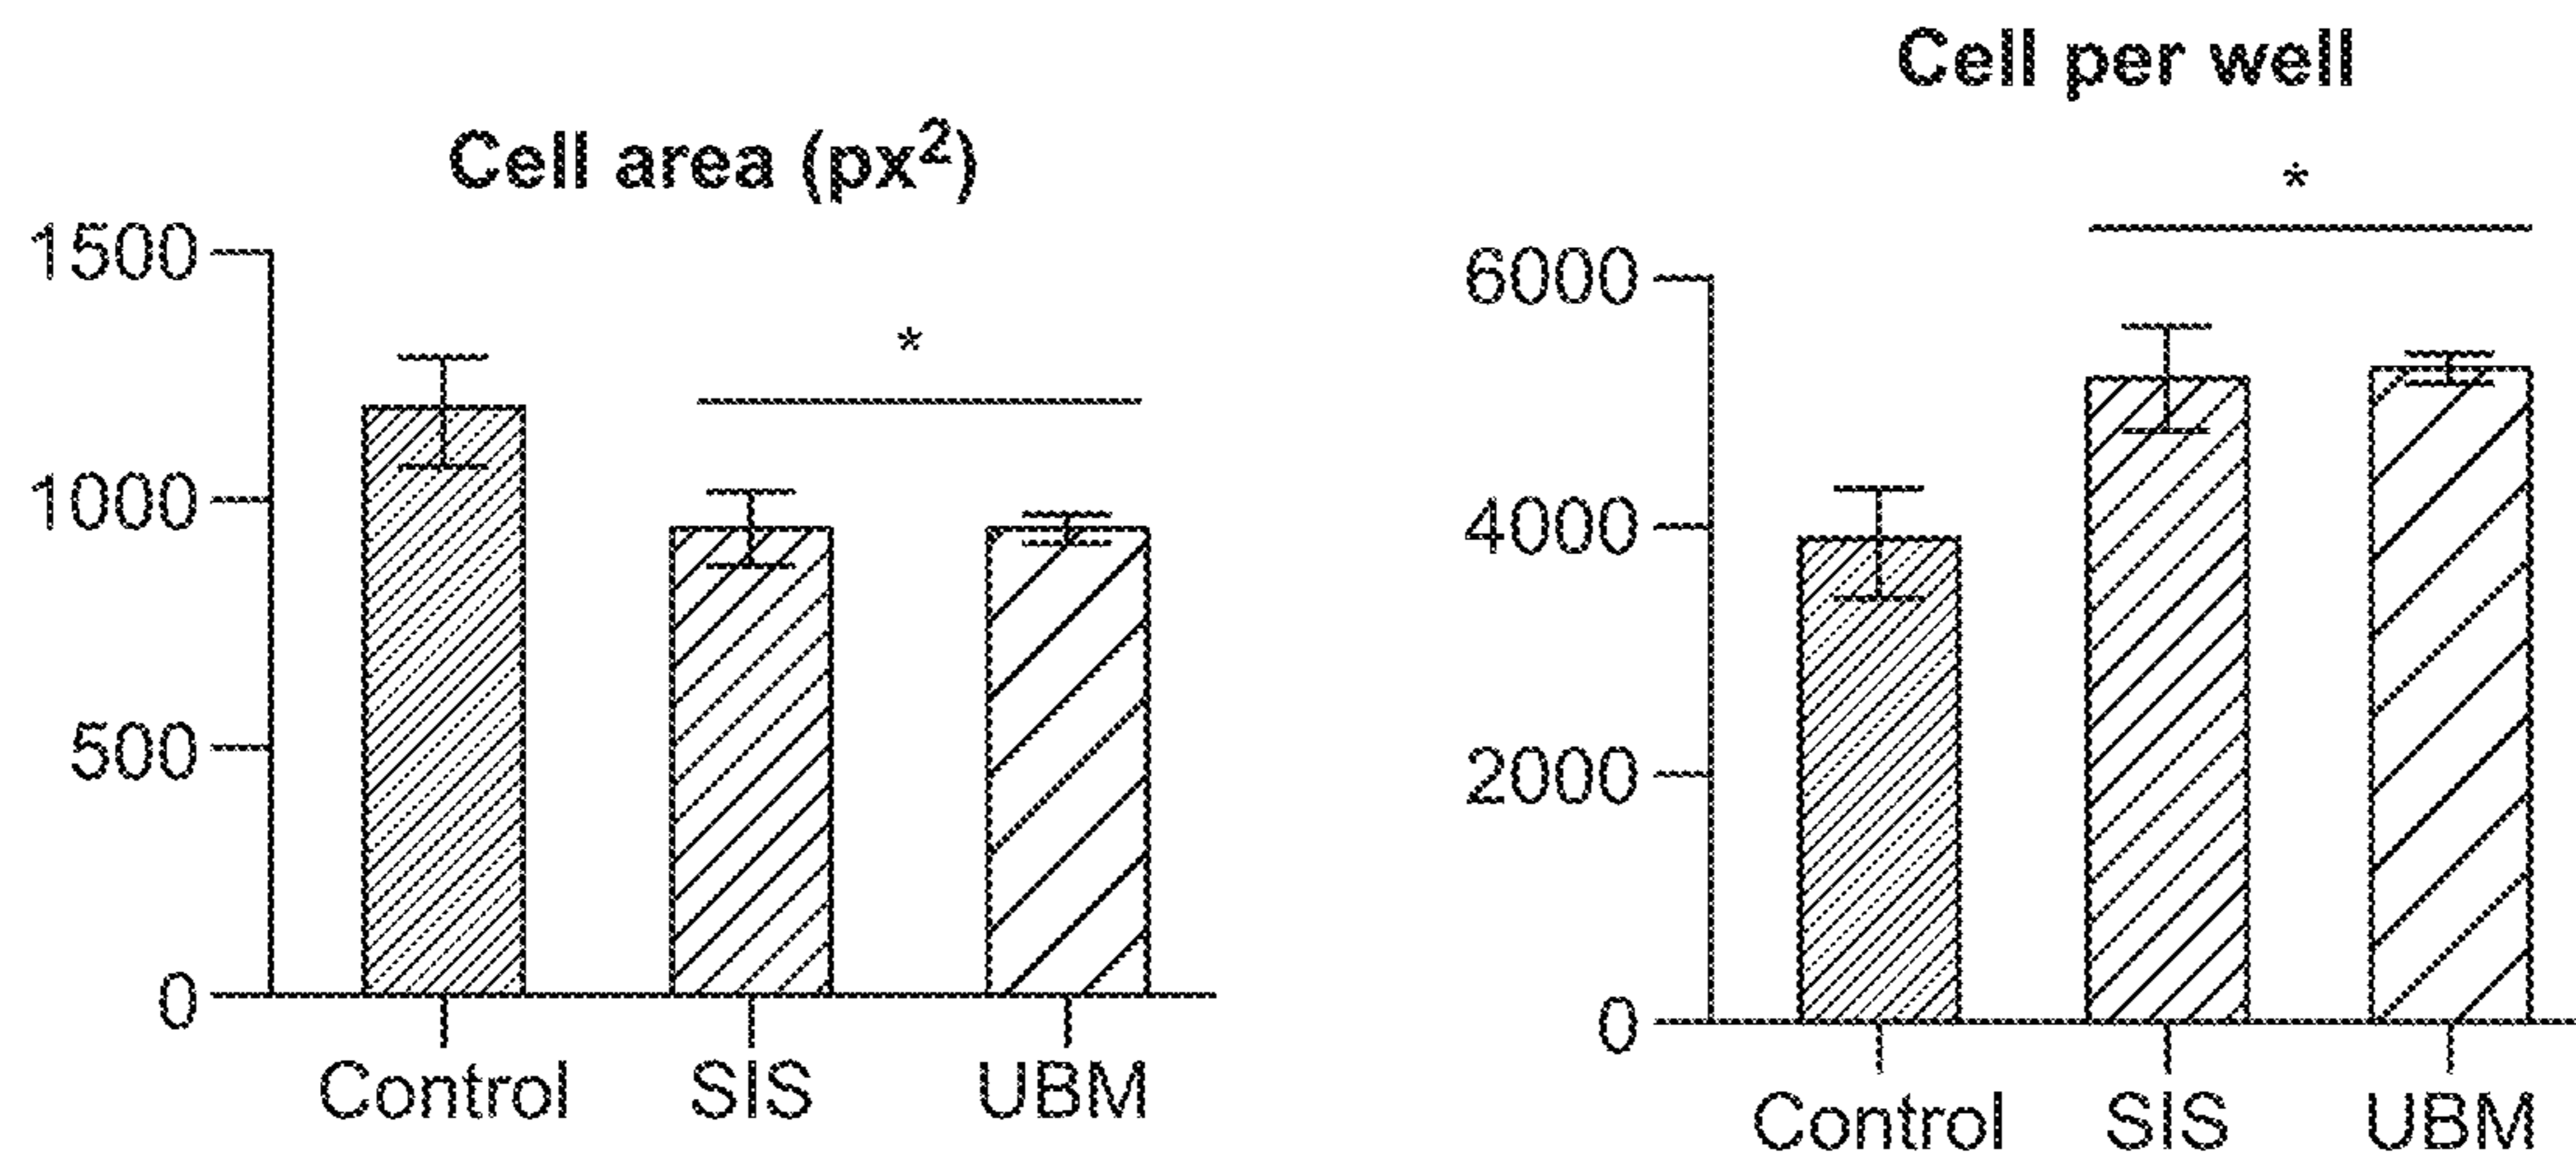 Cell area (px²)
1500
1000
500
0
*
Control SIS UBM
Cell per well
6000
4000
2000
0
*
Control SIS UBM